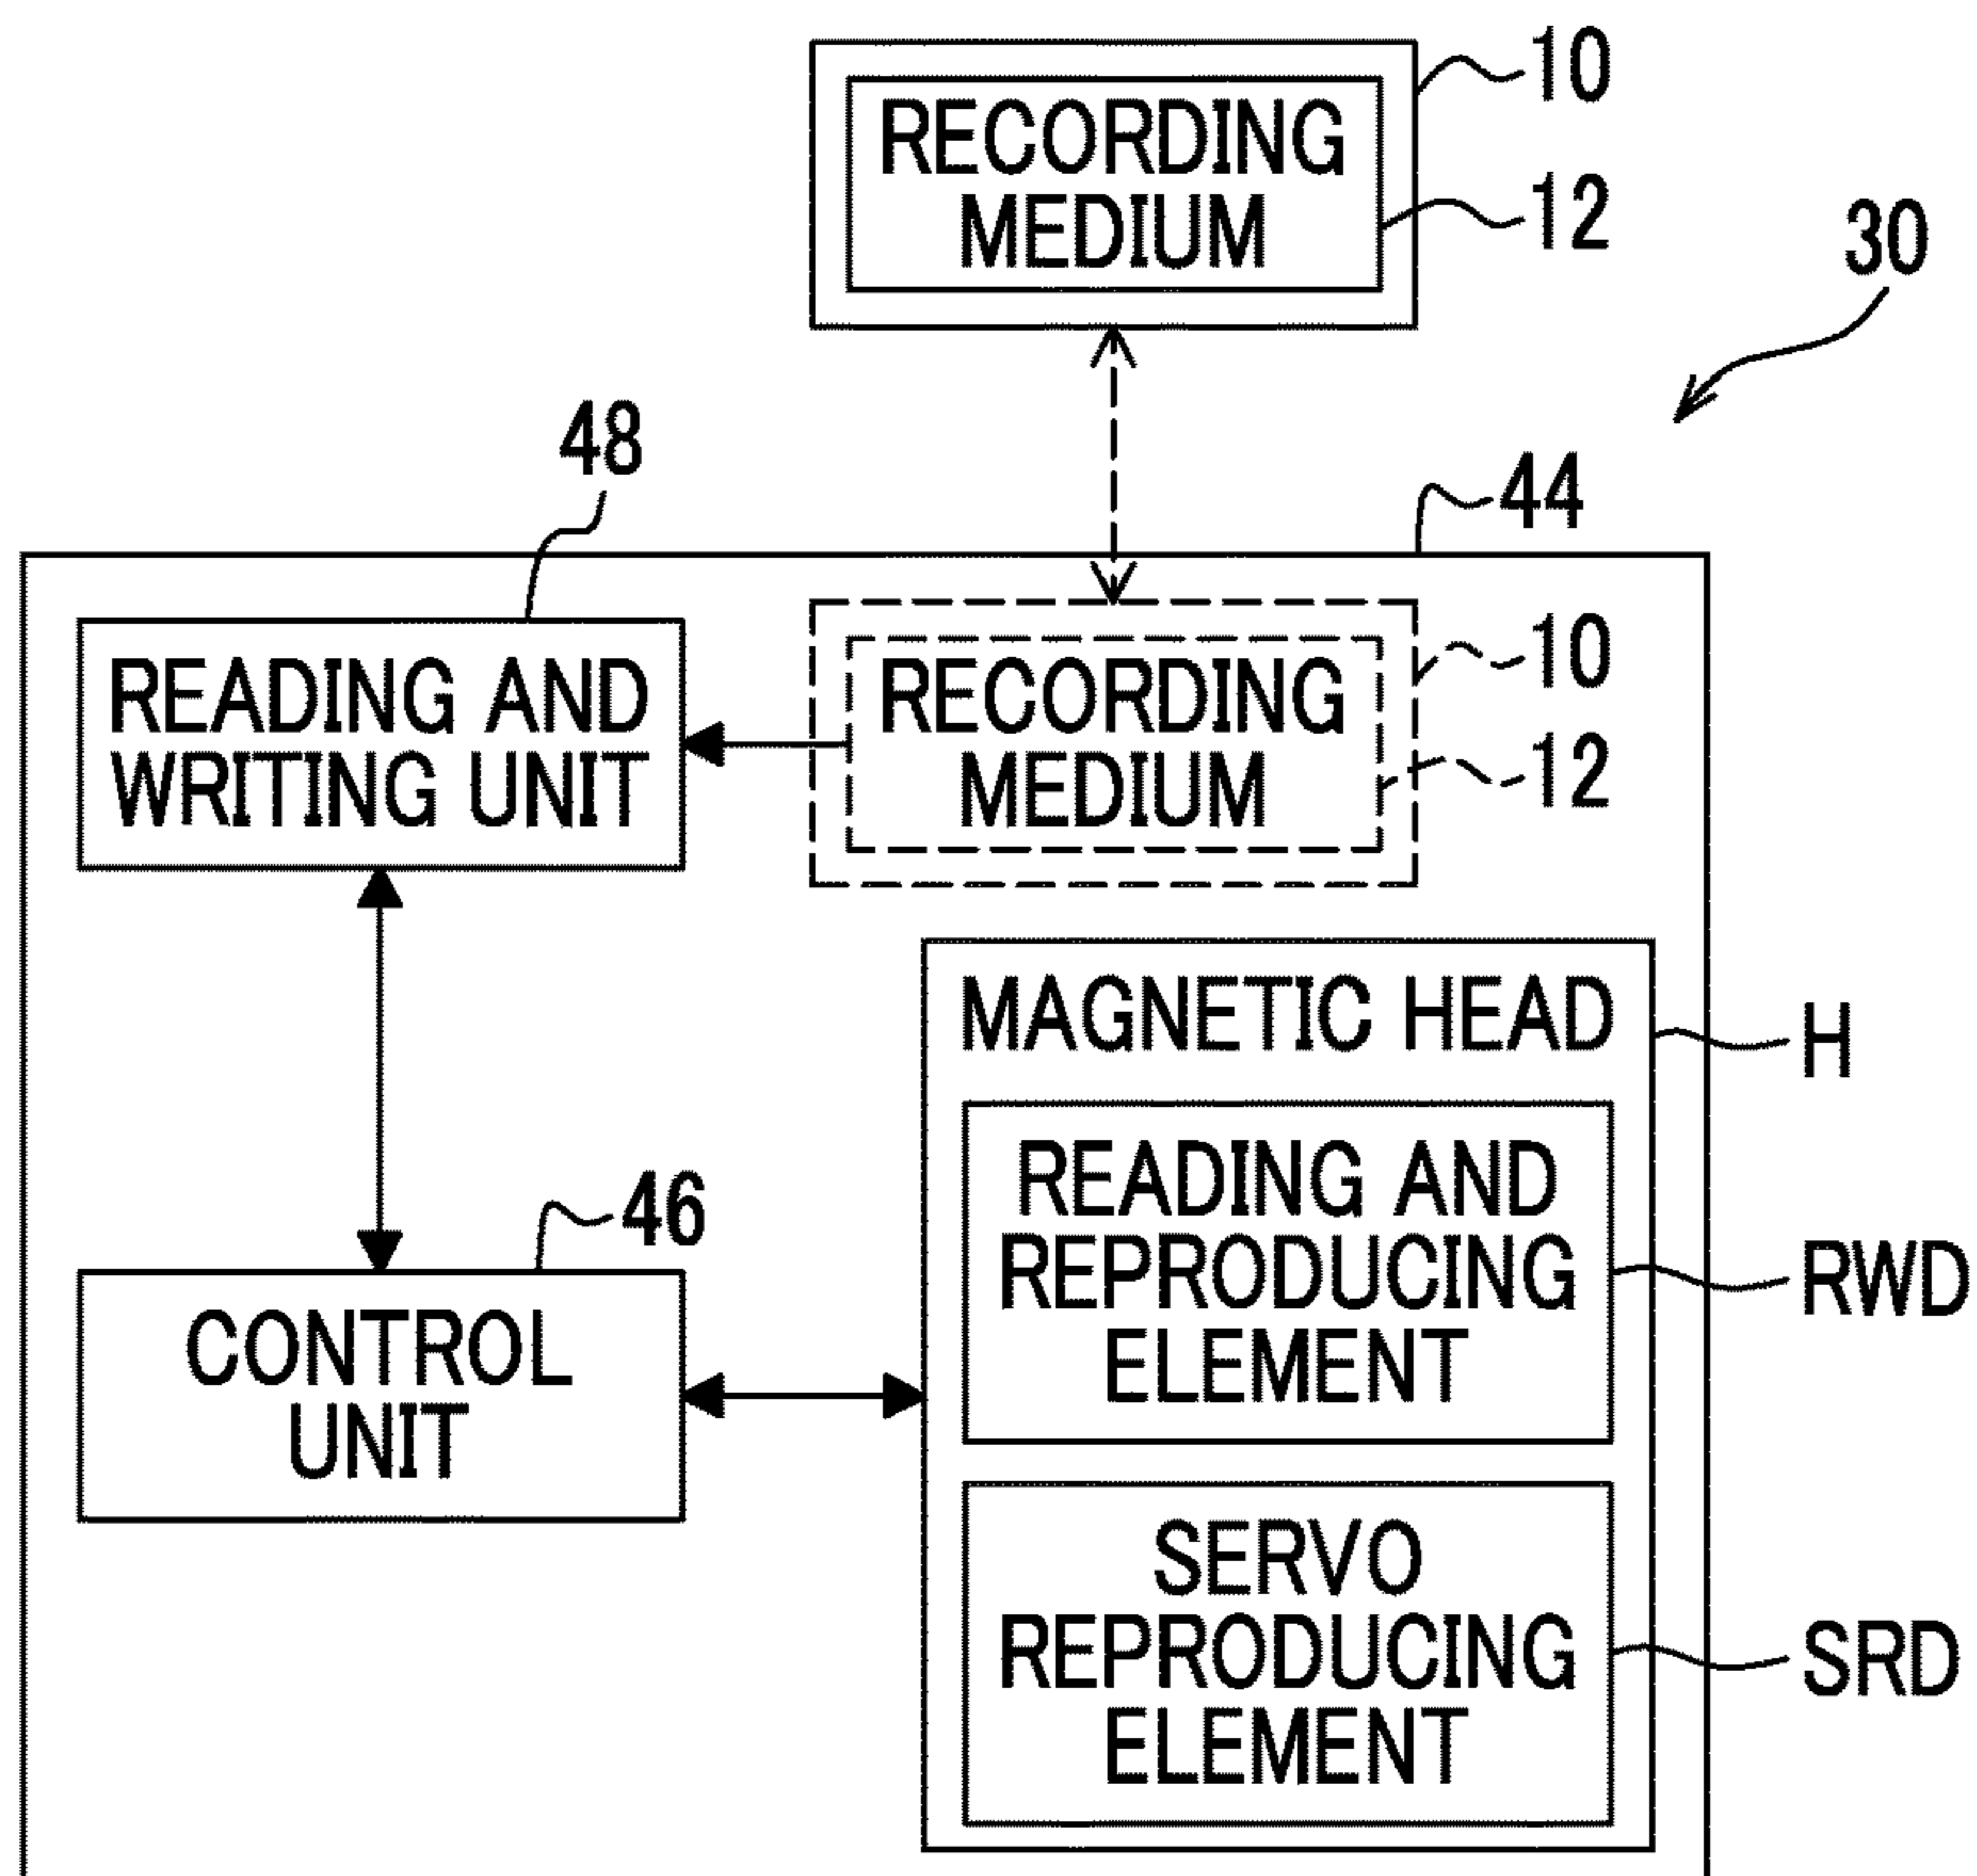 10
RECORDING
MEDIUM
12
30
48
44
READING AND
WRITING UNIT
RECORDING
MEDIUM
10
12
MAGNETIC HEAD
H
READING AND
REPRODUCING
ELEMENT
RWD
46
CONTROL
UNIT
SERVO
REPRODUCING
ELEMENT
SRD